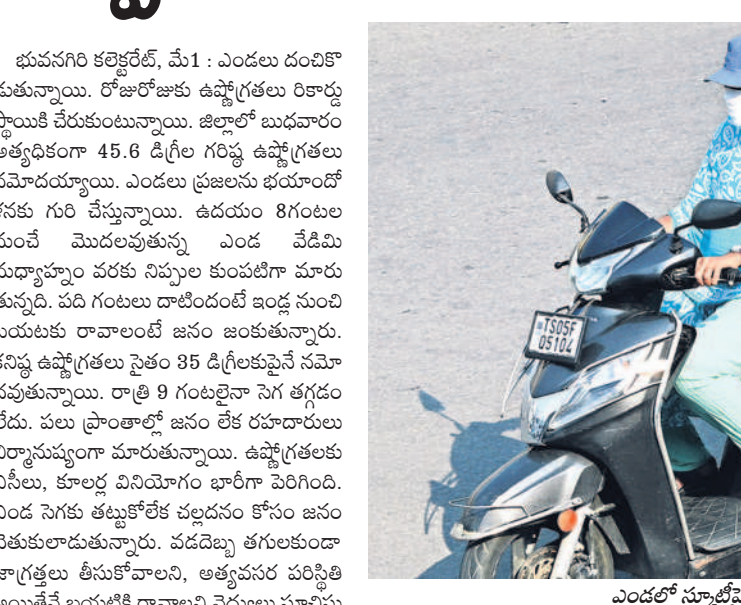 భువనగిరి కలెక్టరేట్, మే1 : ఎండలు దంచికొ
డుతున్నాయి. రోజురోజుకు ఉష్ణోగ్రతలు రికార్డు
స్థాయికి చేరుకుంటున్నాయి. జిల్లాలో బుధవారం
అత్యధికంగా 45.6 డిగ్రీల గరిష్ఠ ఉష్ణోగ్రతలు
నమోదయ్యాయి. ఎండలు ప్రజలను భయాందో
ళనకు గురి చేస్తున్నాయి. ఉదయం 8గంటల
నుంచే మొదలవుతున్న ఎండ వేడిమి
మధ్యాహ్నం వరకు నిప్పుల కుంపటిగా మారు
తున్నది. పది గంటలు దాటిందంటే ఇండ్ల నుంచి
బయటకు రావాలంటే జనం జంకుతున్నారు.
కనిష్ఠ ఉష్ణోగ్రతలు సైతం 35 డిగ్రీలకుపైనే నమో
దవుతున్నాయి. రాత్రి 9 గంటలైనా సెగ తగ్గడం
లేదు. పలు ప్రాంతాల్లో జనం లేక రహదారులు
నిర్మానుష్యంగా మారుతున్నాయి. ఉష్ణోగ్రతలకు
ఏసీలు, కూలర్ల వినియోగం భారీగా పెరిగింది.
ఎండ సెగకు తట్టుకోలేక చల్లదనం కోసం జనం
వెతుకులాడుతున్నారు. వడదెబ్బ తగులకుండా
జాగ్రత్తలు తీసుకోవాలని, అత్యవసర పరిస్థితి
అయితేనే బయటికి రావాలని వైద్యులు
TS05F
05104
ఎండలో